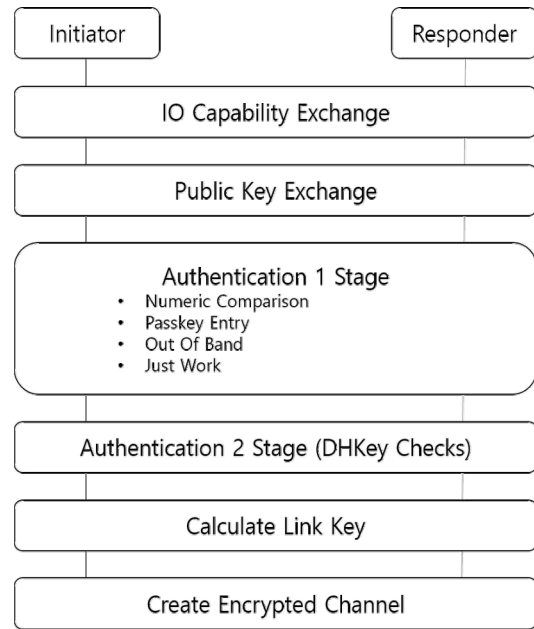 Initiator
Responder
IO Capability Exchange
Public Key Exchange
Authentication 1 Stage
• Numeric Comparison
• Passkey Entry
• Out Of Band
• Just Work
Authentication 2 Stage (DHKey Checks)
Calculate Link Key
Create Encrypted Channel